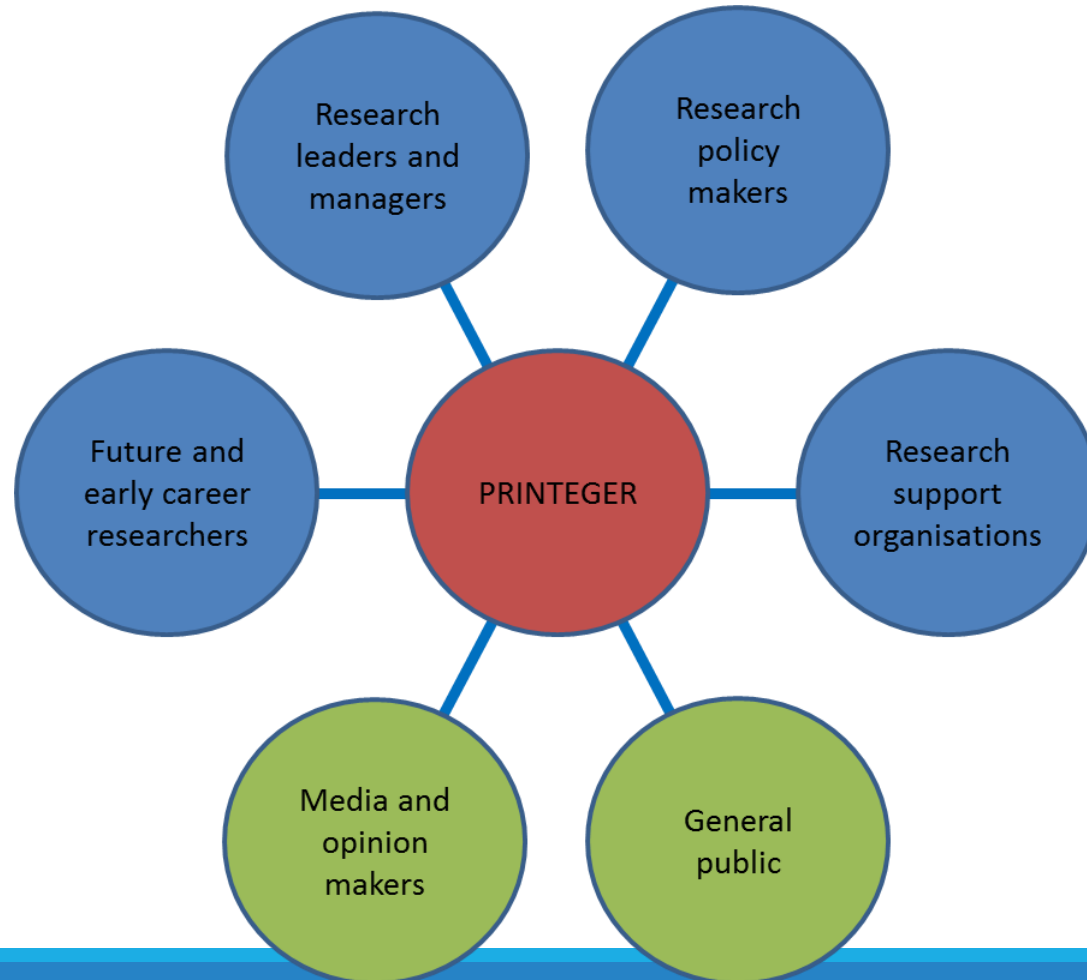 Research
leaders and
managers
Research
policy
makers
Future and
early career
researchers
PRINTEGER
Research
support
organisations
Media and
opinion
makers
General
public